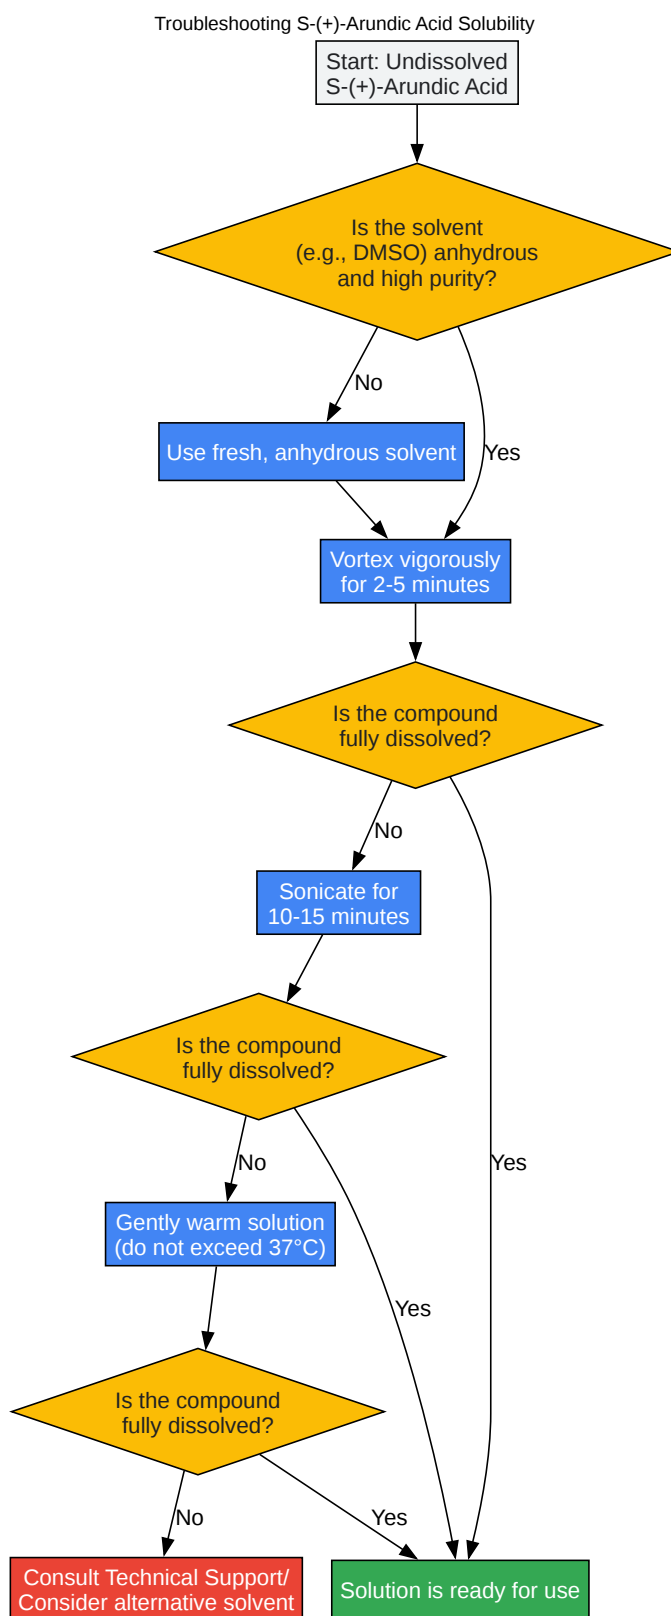 Troubleshooting S-(+)-Arundic Acid Solubility
Start: Undissolved
S-(+)-Arundic Acid
Is the solvent
(e.g., DMSO) anhydrous
and high purity?
No
Yes
Use fresh, anhydrous solvent
Vortex vigorously
for 2-5 minutes
Is the compound
fully dissolved?
No
Sonicate for
10-15 minutes
Is the compound
fully dissolved?
No
Yes
Gently warm solution
(do not exceed 37°C)
Yes
Is the compound
fully dissolved?
No
Yes
Consult Technical Support/
Consider alternative solvent
Solution is ready for use